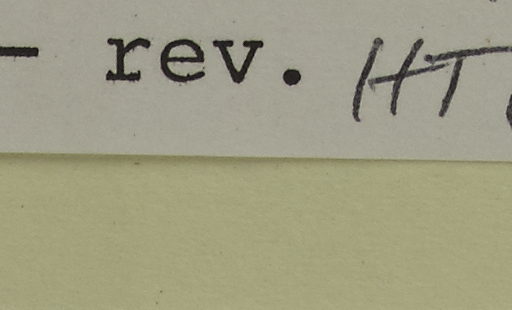 — rev. HT